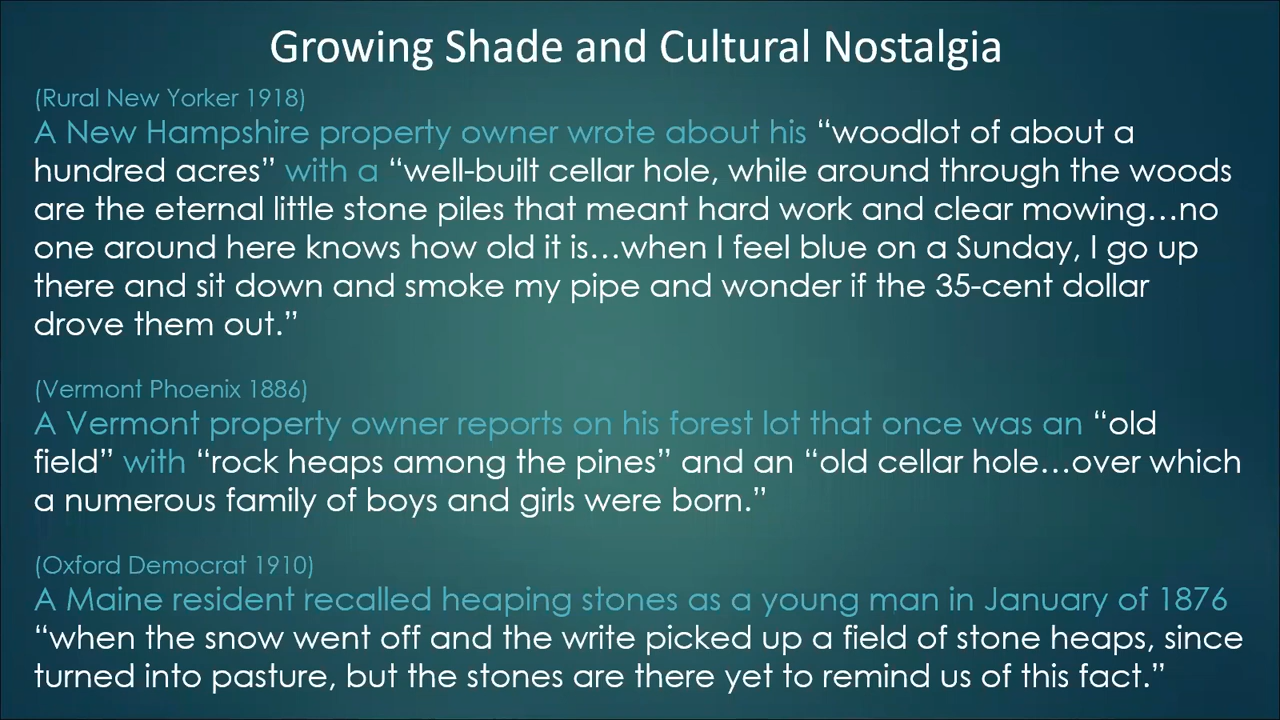 Growing Shade and Cultural Nostalgia
(Rural New Yorker 1918)
A New Hampshire property owner wrote about his “woodlot of about a
hundred acres” with a “well-built cellar hole, while around through the woods
are the eternal little stone piles that meant hard work and clear mowing…no
one around here knows how old it is…when I feel blue on a Sunday, I go up
there and sit down and smoke my pipe and wonder if the 35-cent dollar
drove them out.”
(Vermont Phoenix 1886)
A Vermont property owner reports on his forest lot that once was an “old
field” with “rock heaps among the pines” and an “old cellar hole…over which
a numerous family of boys and girls were born.”
(Oxford Democrat 1910)
A Maine resident recalled heaping stones as a young man in January of 1876
“when the snow went off and the write picked up a field of stone heaps, since
turned into pasture, but the stones are there yet to remind us of this fact.”